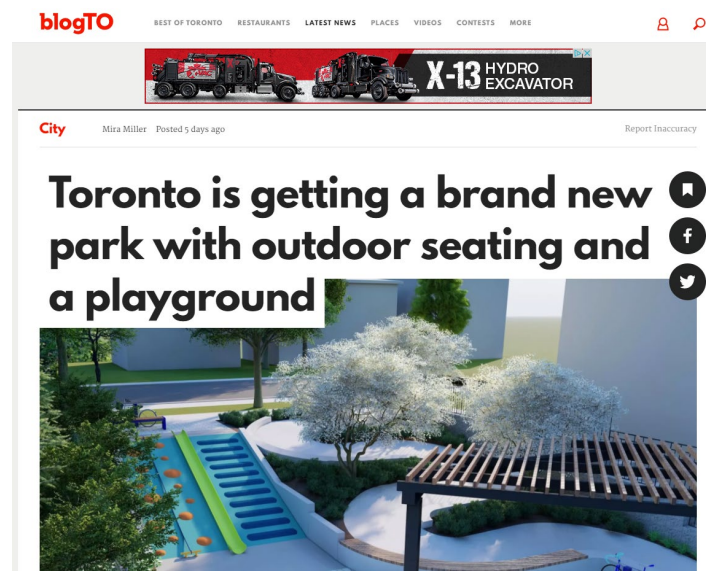 blogTO
BEST OF TORONTO RESTAURANTS LATEST NEWS PLACES VIDEOS CONTESTS MORE
X-13 HYDRO
EXCAVATOR
City Mira Miller Posted 5 days ago Report Inaccuracy
Toronto is getting a brand new
park with outdoor seating and
a playground